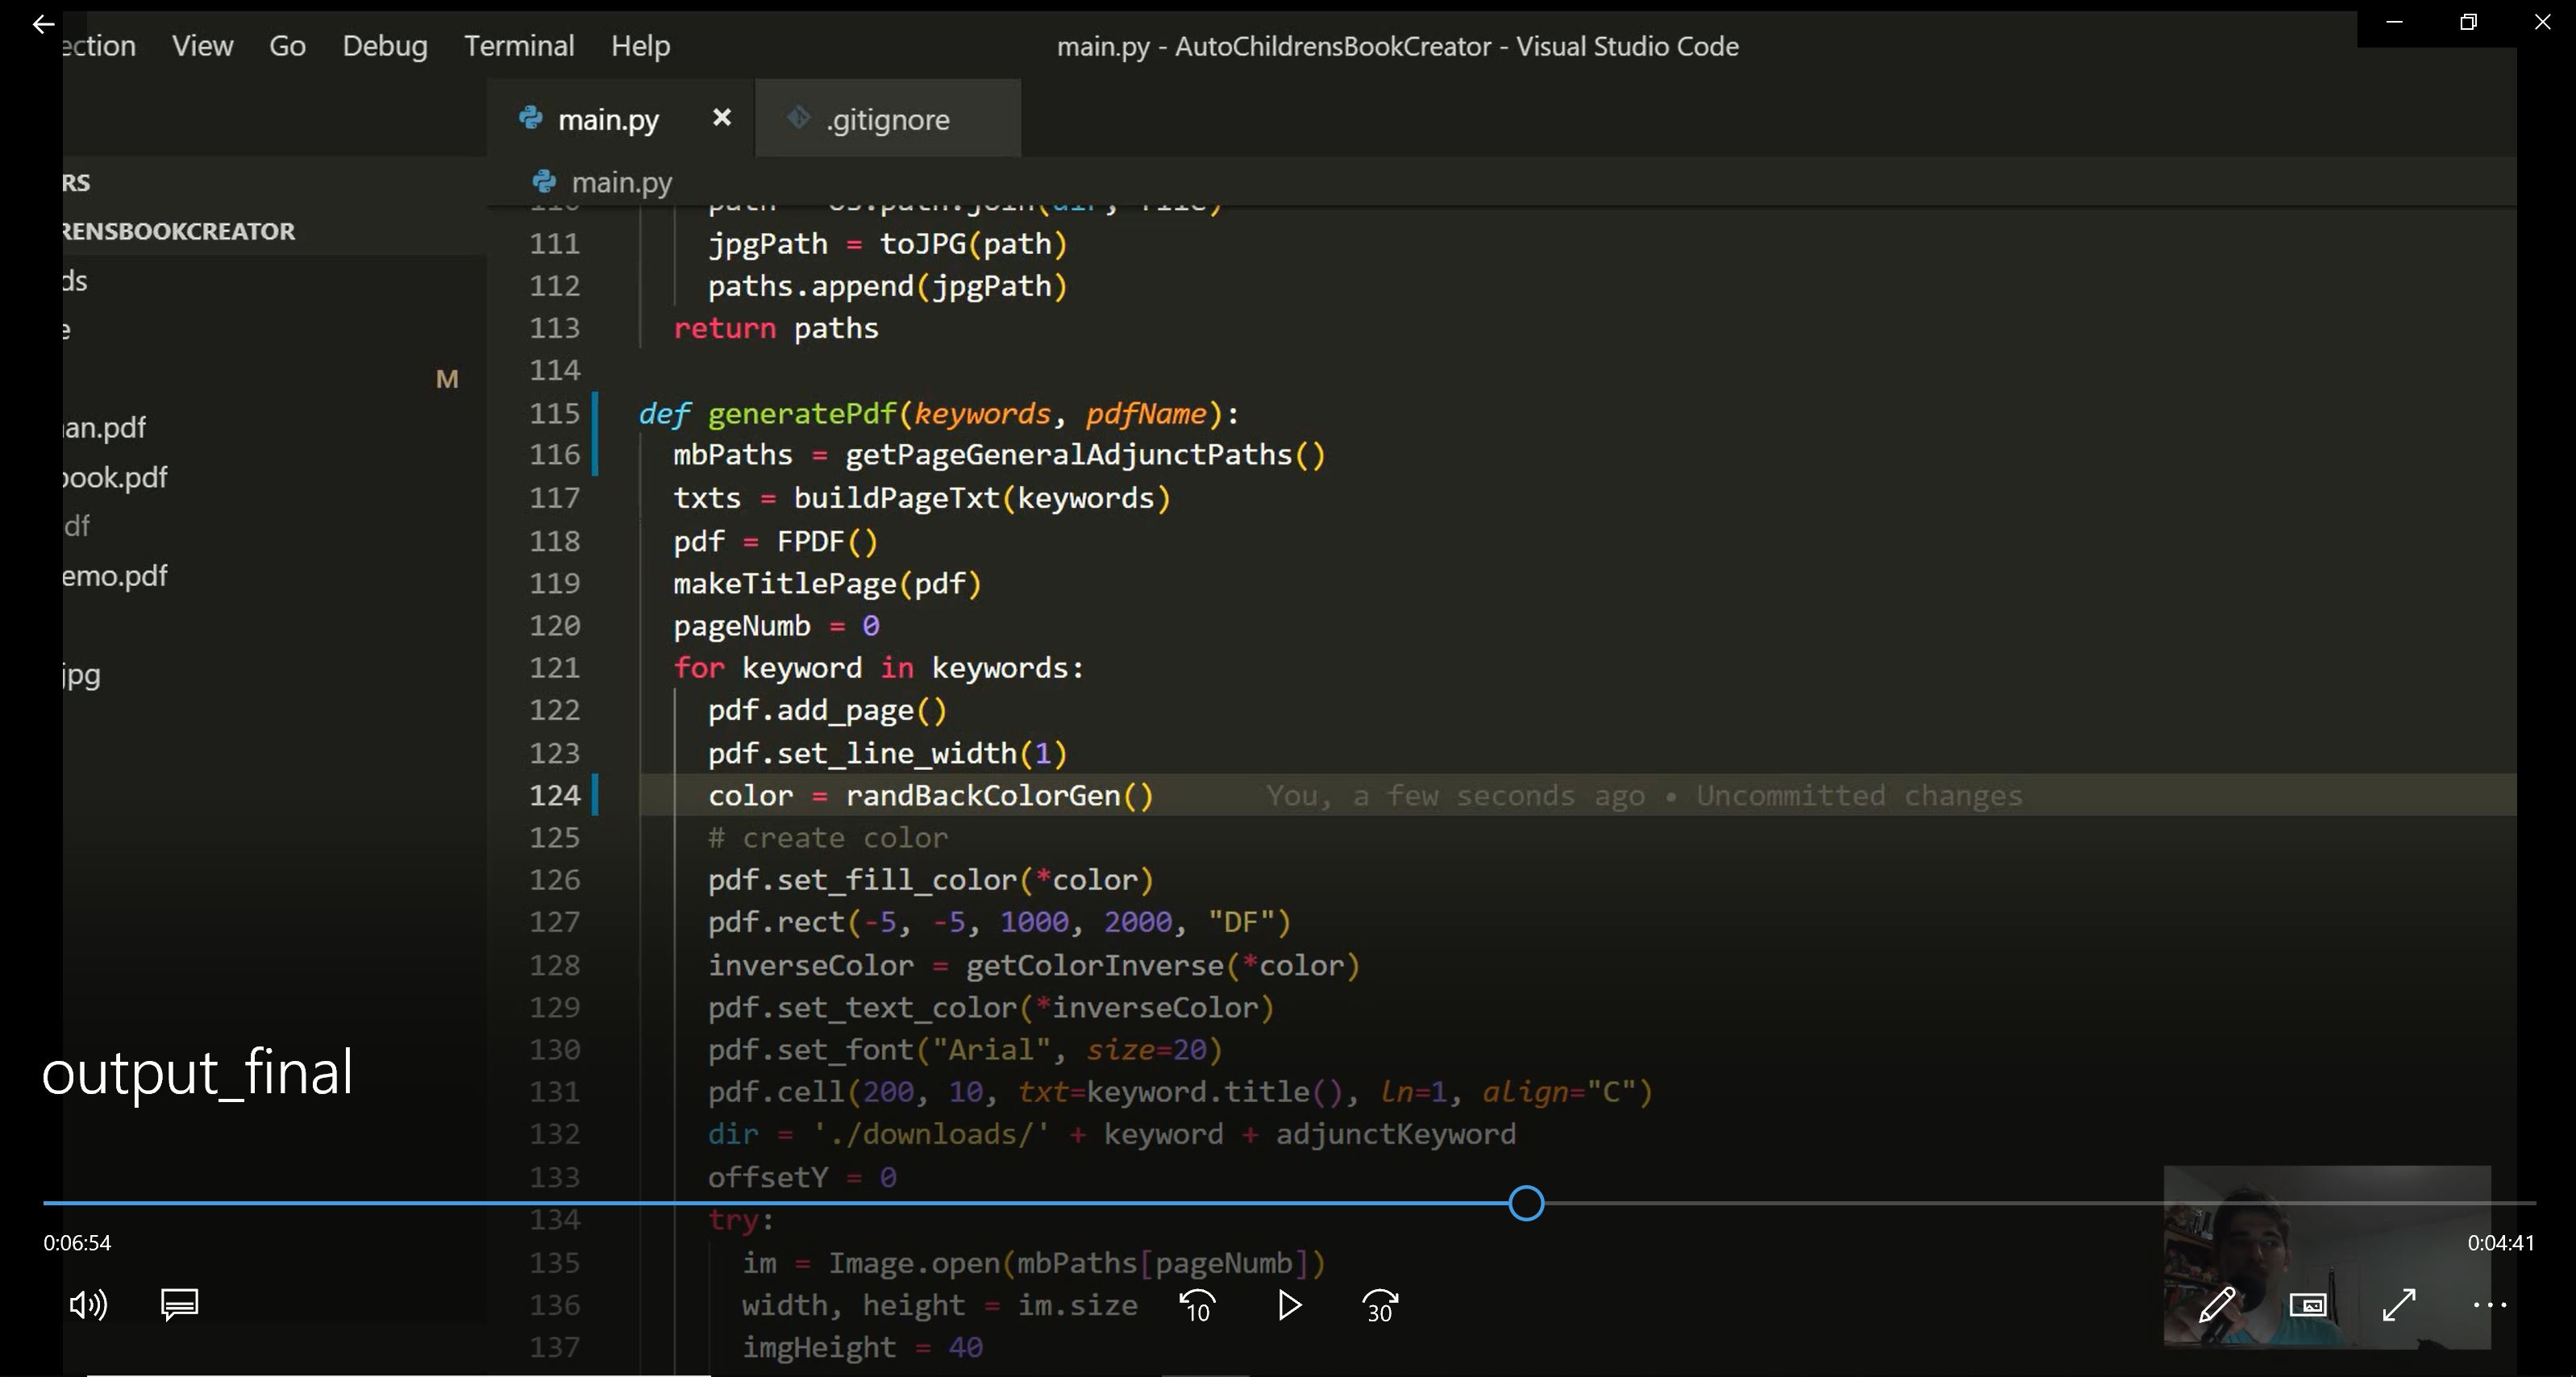 ection View Go Debug Terminal Help
main.py - AutoChildrensBookCreator - Visual Studio Code
main.py
.gitignore
RS
main.py
RENSBOOKCREATOR
ds
e
M
an.pdf
book.pdf
df
emo.pdf
jpg
111 jpgPath = toJPG(path)
112 paths.append(jpgPath)
113 return paths
114
115 def generatePdf(keywords, pdfName):
116 mbPaths = getPageGeneralAdjunctPaths()
117 txts = buildPageTxt(keywords)
118 pdf = FPDF()
119 makeTitlePage(pdf)
120 pageNumb = 0
121 for keyword in keywords:
122 pdf.add_page()
123 pdf.set_line_width(1)
124 color = randBackColorGen() You, a few seconds ago • Uncommitted changes
125 # create color
126 pdf.set_fill_color(*color)
127 pdf.rect(-5, -5, 1000, 2000, "DF")
128 inverseColor = getColorInverse(*color)
129 pdf.set_text_color(*inverseColor)
130 pdf.set_font("Arial", size=20)
131 pdf.cell(200, 10, txt=keyword.title(), ln=1, align="C")
132 dir = './downloads/' + keyword + adjunctKeyword
133 offsetY = 0
134 try:
135 im = Image.open(mbPaths[pageNumb])
136 width, height = im.size
137 imgHeight = 40
output_final
0:06:54
0:04:41
10
30